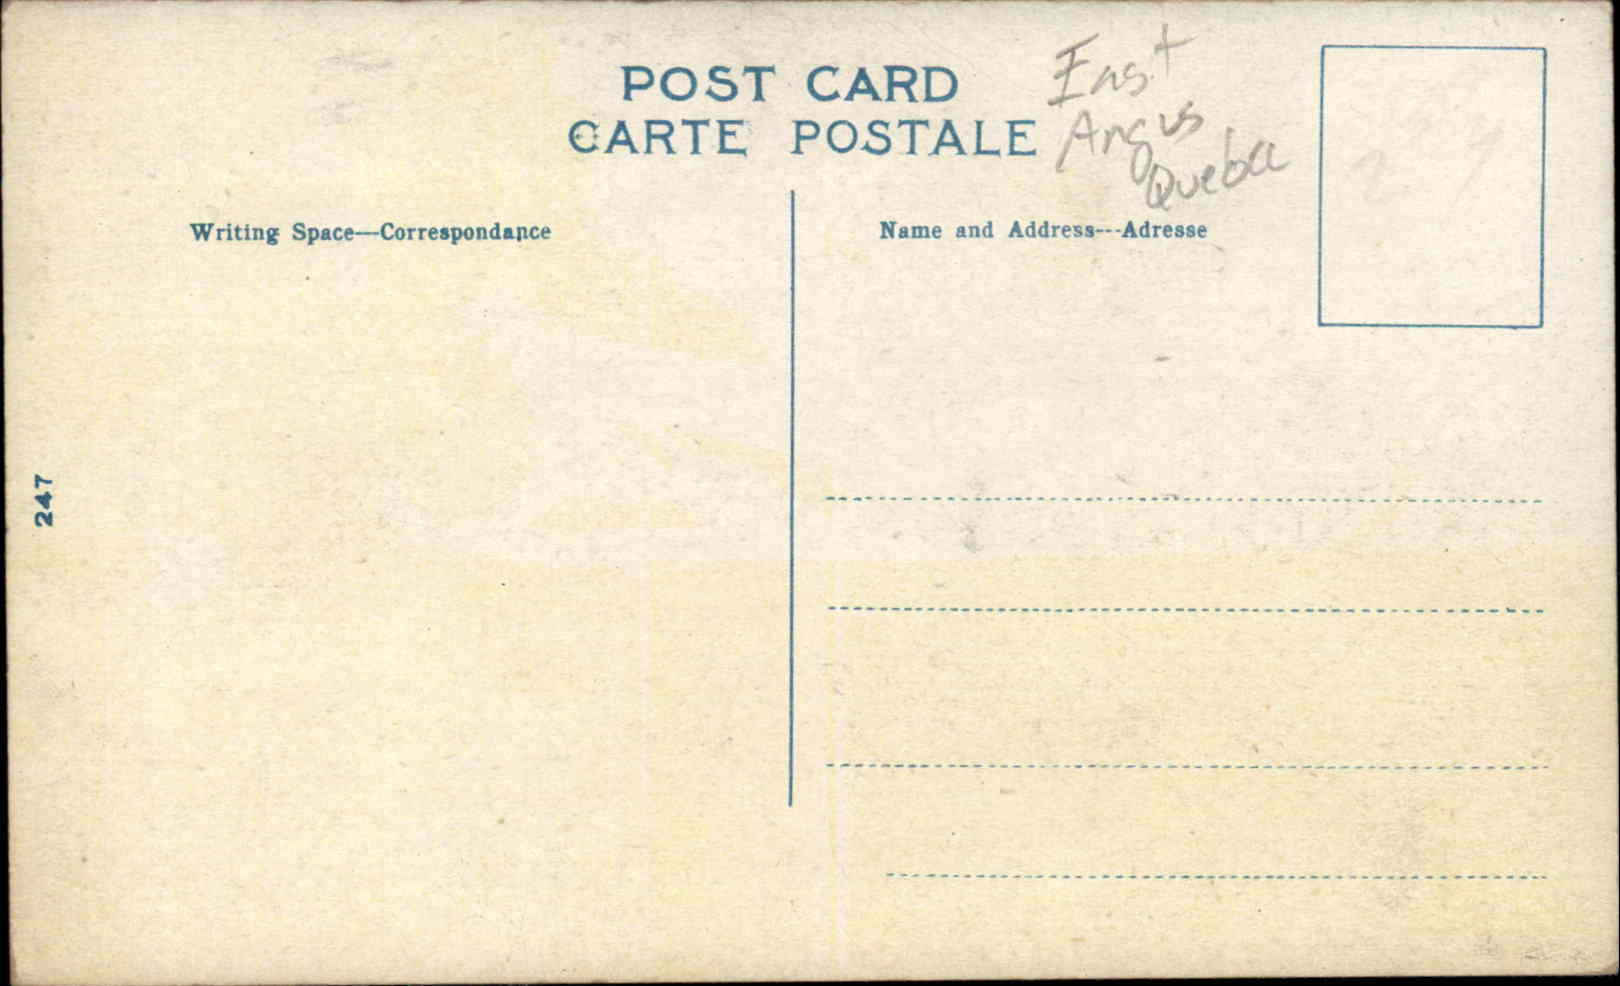 POST CARD
CARTE POSTALE
East
Angus
Quebec
Writing Space—Correspondance
Name and Address---Adresse
247